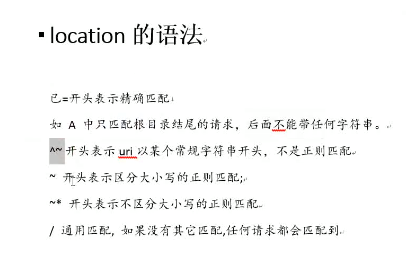 ▪ location 的语法
已=开头表示精确匹配
如 A 中只匹配根目录结尾的请求，后面不能带任何字符串。
^~ 开头表示 uri 以某个常规字符串开头，不是正则匹配
~ 开头表示区分大小写的正则匹配;
~* 开头表示不区分大小写的正则匹配
/ 通用匹配, 如果没有其它匹配,任何请求都会匹配到